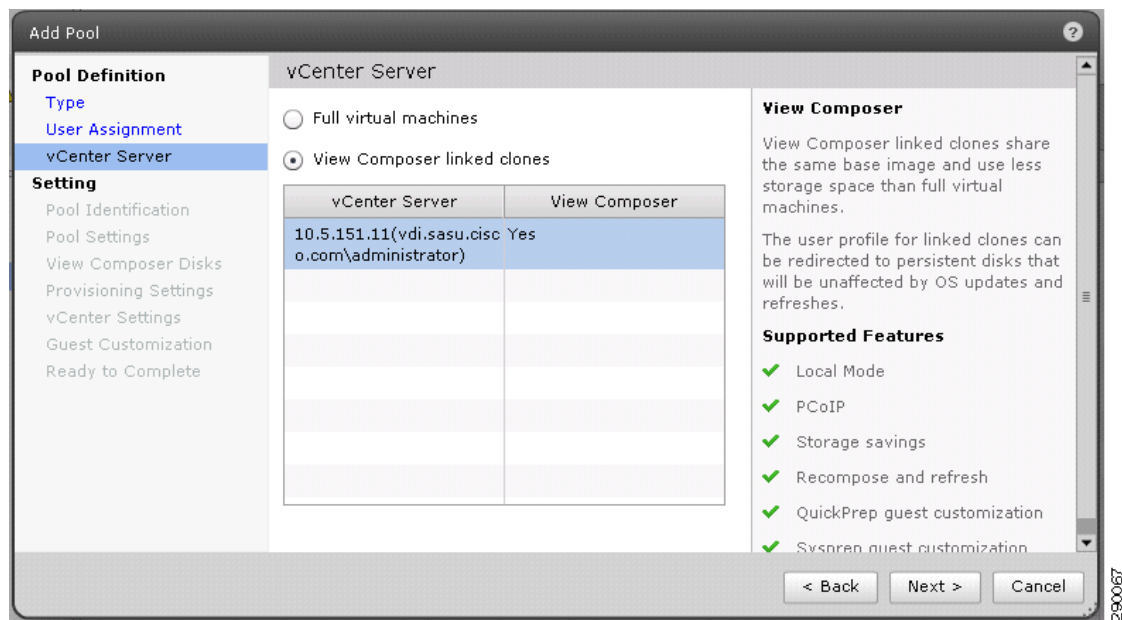 Add Pool
?
Pool Definition
Type
User Assignment
vCenter Server
Setting
Pool Identification
Pool Settings
View Composer Disks
Provisioning Settings
vCenter Settings
Guest Customization
Ready to Complete
vCenter Server
Full virtual machines
View Composer linked clones
vCenter Server View Composer
10.5.151.11(vdi.sasu.cisc Yes
o.com\administrator)
View Composer
View Composer linked clones share
the same base image and use less
storage space than full virtual
machines.
The user profile for linked clones can
be redirected to persistent disks that
will be unaffected by OS updates and
refreshes.
Supported Features
Local Mode
PCoIP
Storage savings
Recompose and refresh
QuickPrep guest customization
Sysprep guest customization
< Back Next > Cancel
290067